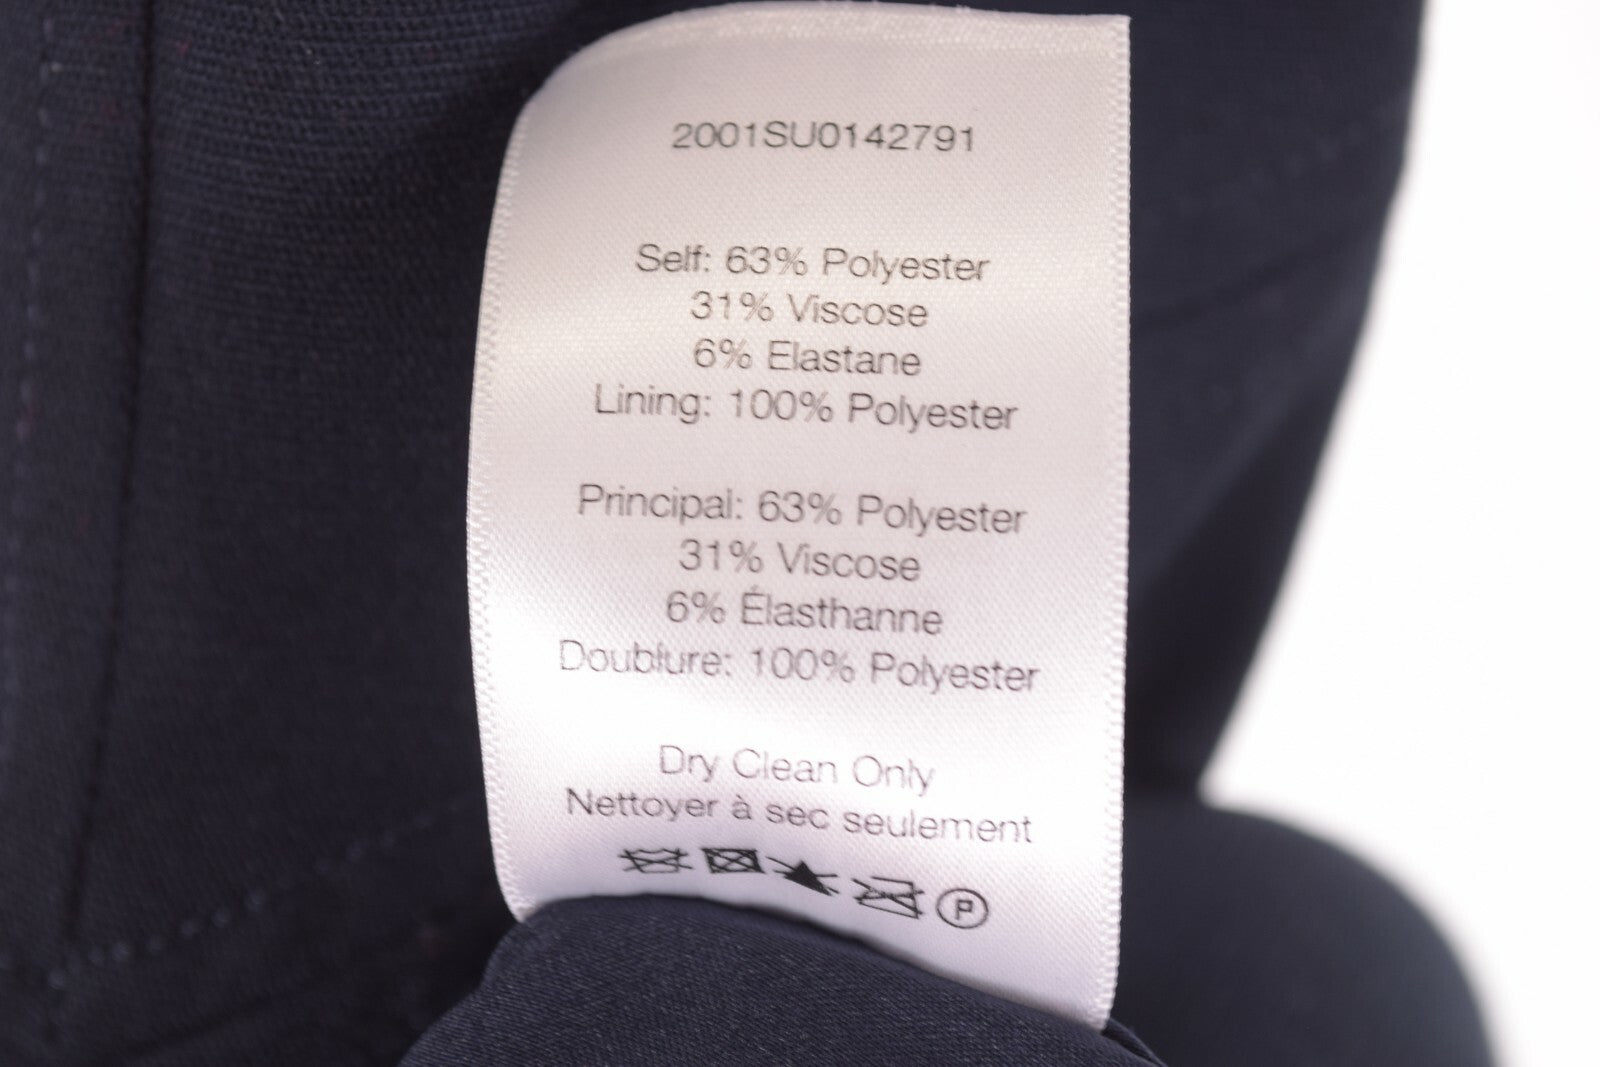 2001SU0142791
Self: 63% Polyester
31% Viscose
6% Elastane
Lining: 100% Polyester
Principal: 63% Polyester
31% Viscose
6% Élasthanne
Doublure: 100% Polyester
Dry Clean Only
Nettoyer à sec seulement
P